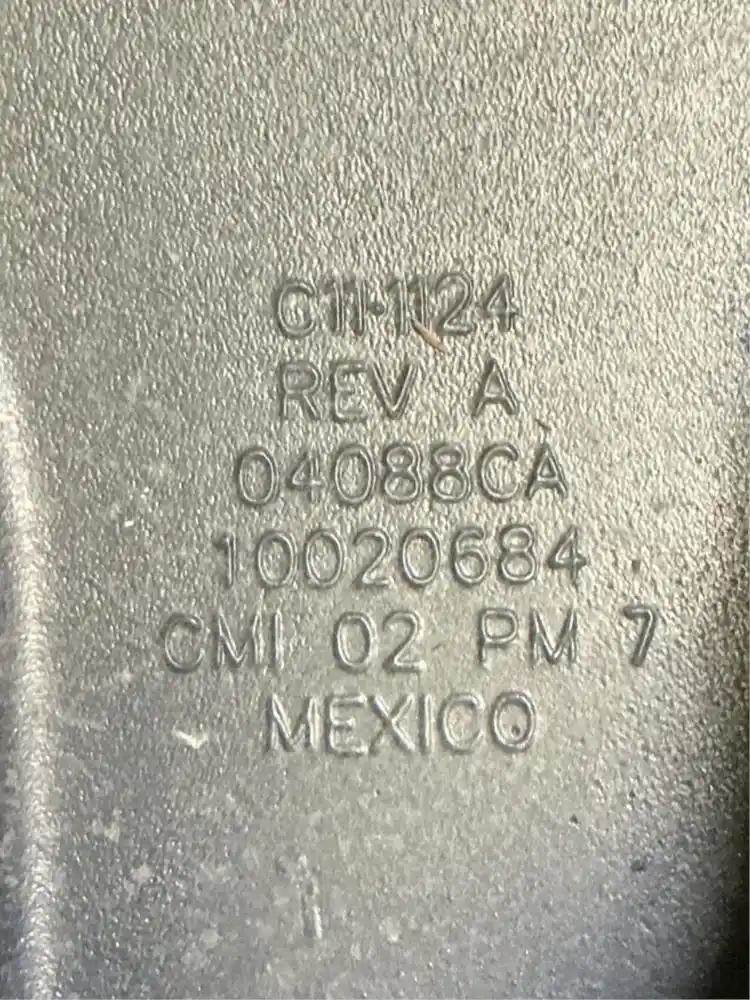 C11-1124
REV A
04088CA
10020684
CMI 02 PM 7
MEXICO